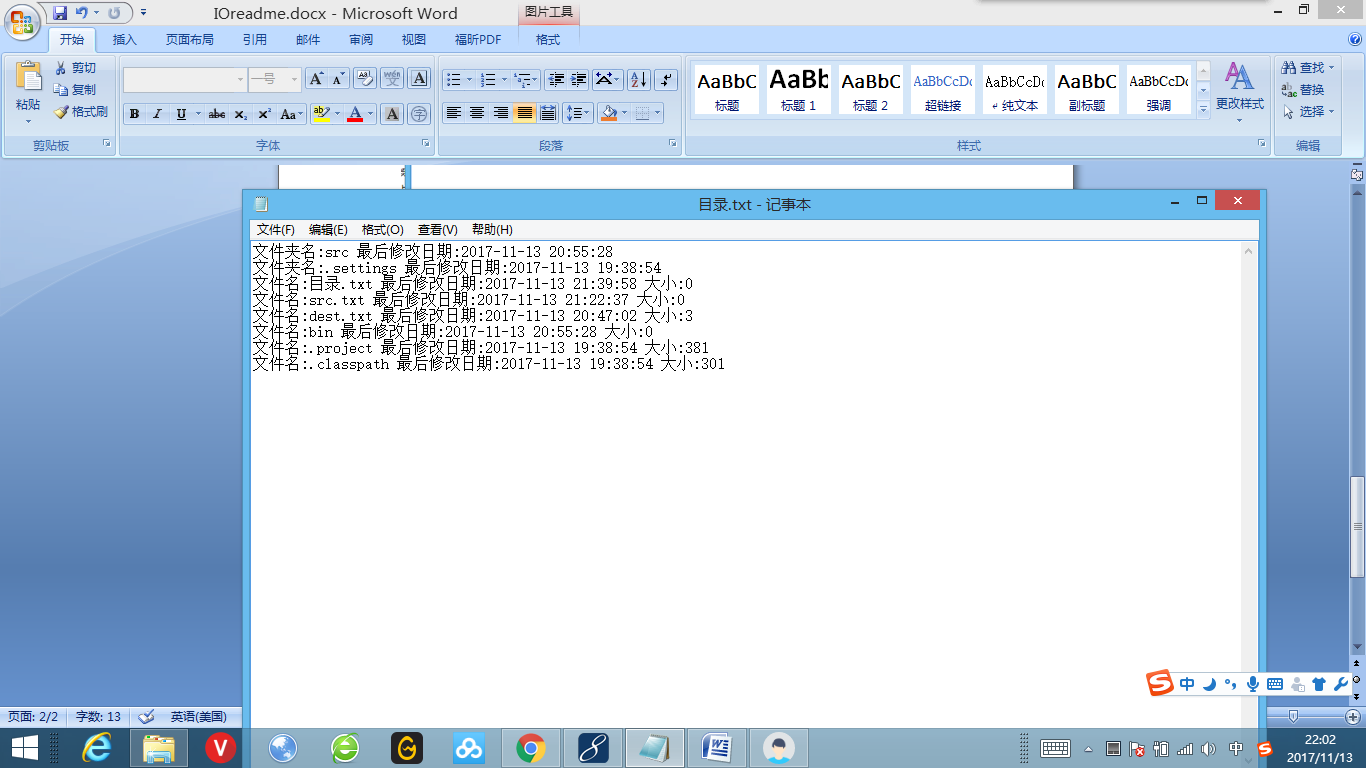 IOreadme.docx - Microsoft Word
图片工具
开始 插入 页面布局 引用 邮件 审阅 视图 福昕PDF 格式
粘贴
剪切
复制
格式刷
剪贴板
一号
字体
段落
AaBbC AaBb AaBbC AaBbCcDc AaBbCcDc AaBbC AaBbCcDc
标题 标题 1 标题 2 超链接 纯文本 副标题 强调
样式
更改样式
查找
替换
选择
编辑
目录.txt - 记事本
文件(F) 编辑(E) 格式(O) 查看(V) 帮助(H)
文件夹名:src 最后修改日期:2017-11-13 20:55:28
文件夹名:.settings 最后修改日期:2017-11-13 19:38:54
文件名:目录.txt 最后修改日期:2017-11-13 21:39:58 大小:0
文件名:src.txt 最后修改日期:2017-11-13 21:22:37 大小:0
文件名:dest.txt 最后修改日期:2017-11-13 20:47:02 大小:3
文件名:bin 最后修改日期:2017-11-13 20:55:28 大小:0
文件名:.project 最后修改日期:2017-11-13 19:38:54 大小:381
文件名:.classpath 最后修改日期:2017-11-13 19:38:54 大小:301
中
页面: 2/2 字数: 13 英语(美国)
中
22:02
2017/11/13